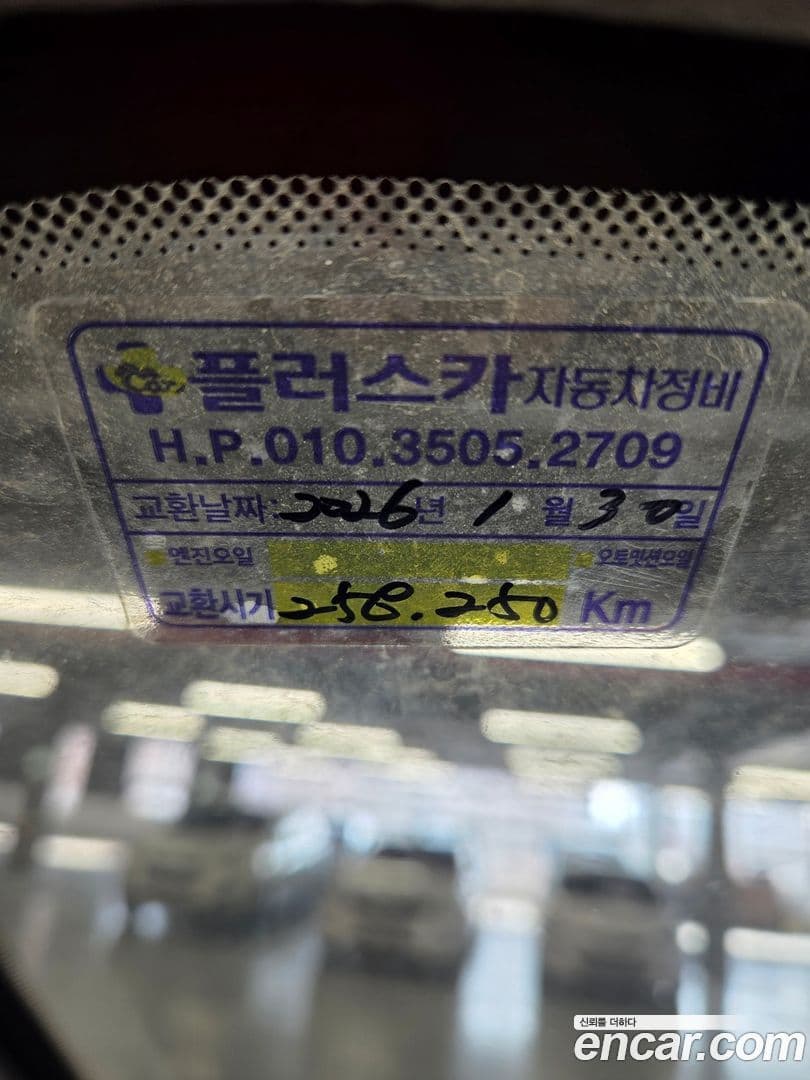 플러스카 자동차정비
H.P.010.3505.2709
교환날짜: 2026년 1월 30일
엔진오일 오토밋션오일
교환시기 258.250 Km
신뢰를 더하다
encar.com